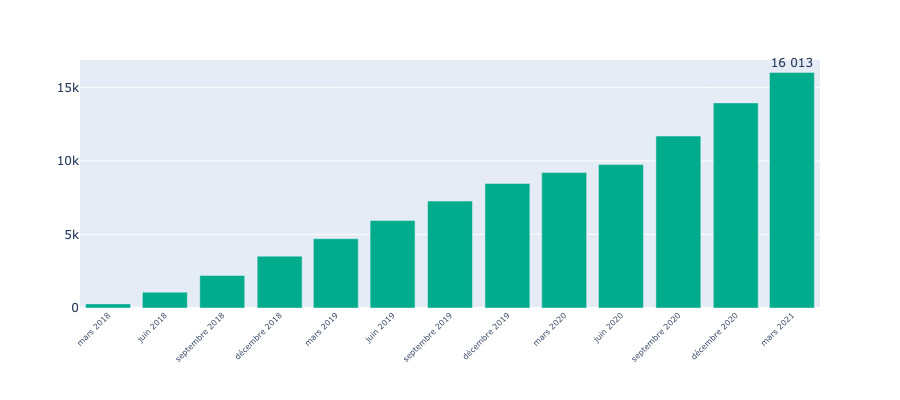 16 013
15k
10k
5k
0
mars 2018
juin 2018
septembre 2018
décembre 2018
mars 2019
juin 2019
septembre 2019
décembre 2019
mars 2020
juin 2020
septembre 2020
décembre 2020
mars 2021